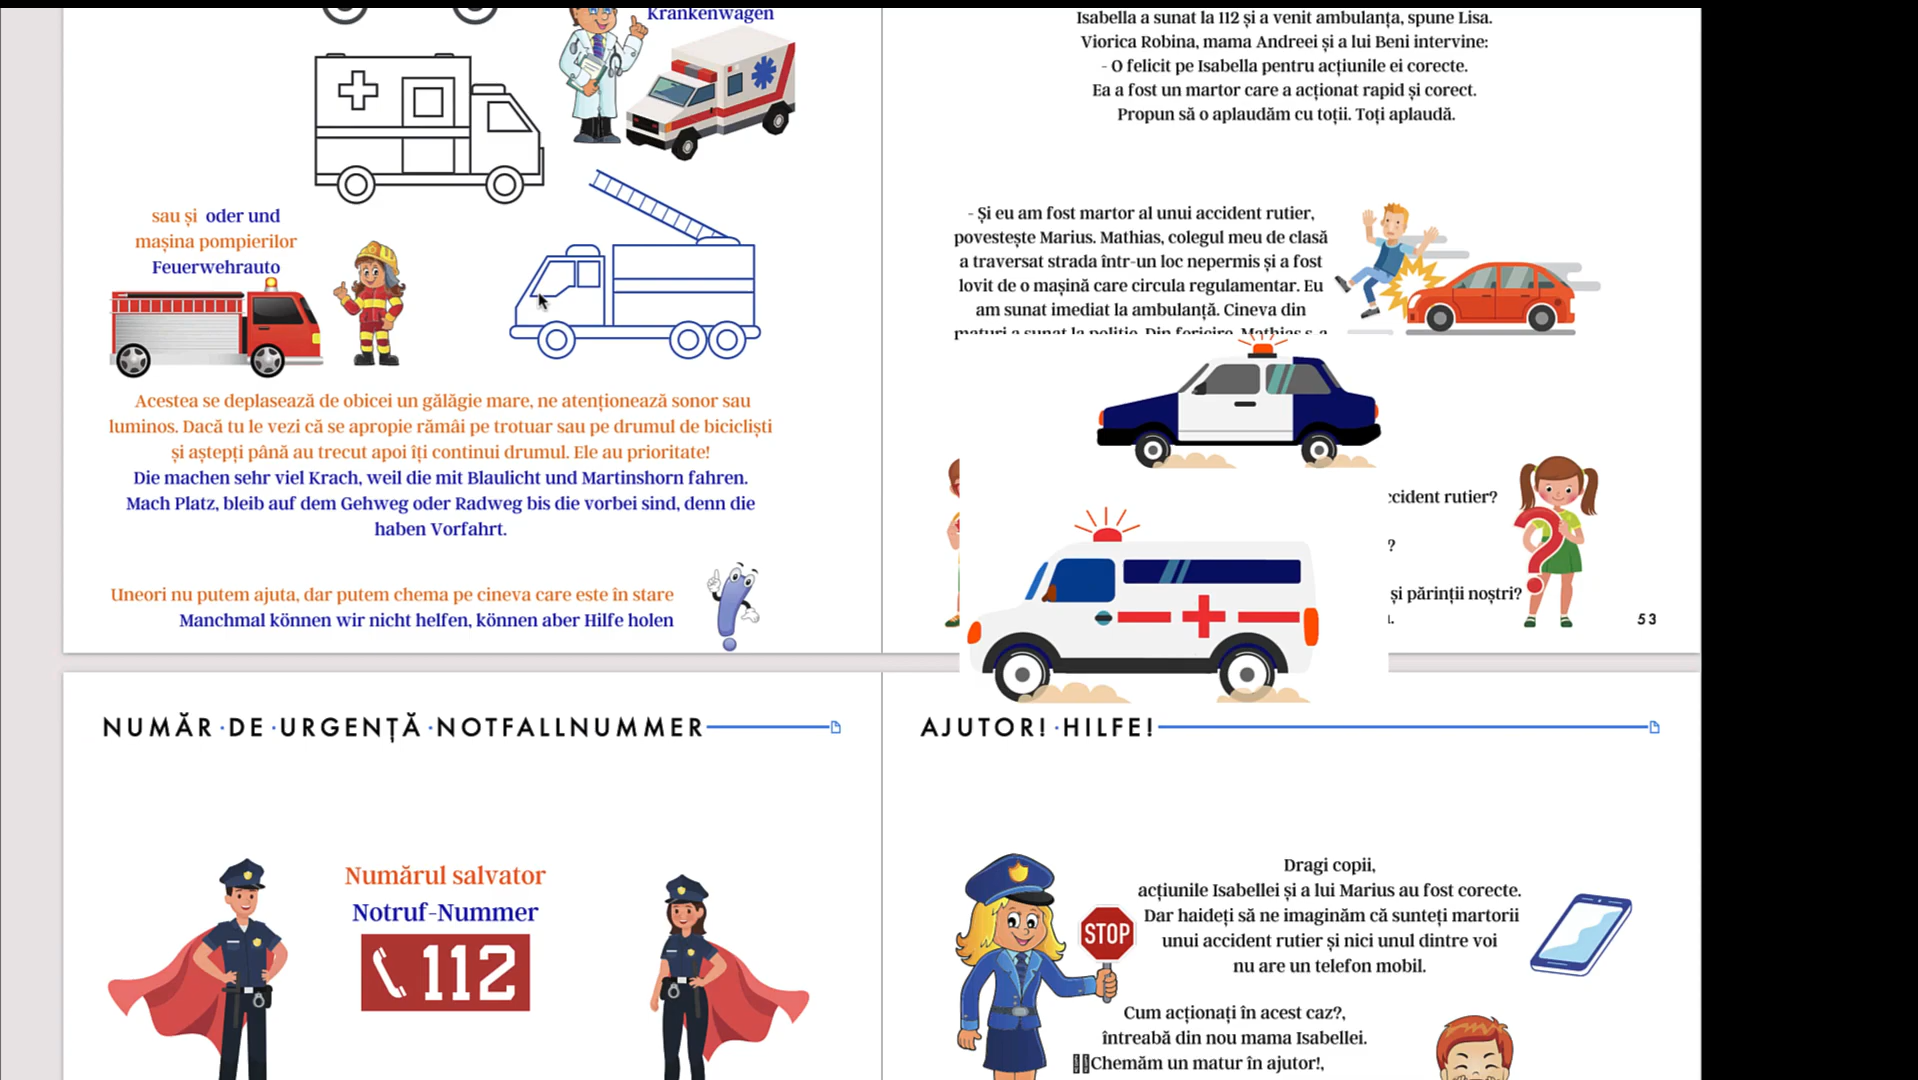 Krankenwagen
sau și oder und
mașina pompierilor
Feuerwehrauto
Acestea se deplasează de obicei un gălăgie mare, ne atenționează sonor sau
luminos. Dacă tu le vezi că se apropie rămâi pe trotuar sau pe drumul de bicicliști
și aștepți până au trecut apoi îți continui drumul. Ele au prioritate!
Die machen sehr viel Krach, weil die mit Blaulicht und Martinshorn fahren.
Mach Platz, bleib auf dem Gehweg oder Radweg bis die vorbei sind, denn die
haben Vorfahrt.
Uneori nu putem ajuta, dar putem chema pe cineva care este în stare
Manchmal können wir nicht helfen, können aber Hilfe holen
Isabella a sunat la 112 și a venit ambulanța, spune Lisa.
Viorica Robina, mama Andreei și a lui Beni intervine:
- O felicit pe Isabella pentru acțiunile ei corecte.
Ea a fost un martor care a acționat rapid și corect.
Propun să o aplaudăm cu toții. Toți aplaudă.
- Și eu am fost martor al unui accident rutier,
povestește Marius. Mathias, colegul meu de clasă
a traversat strada într-un loc nepermis și a fost
lovit de o mașină care circula regulamentar. Eu
am sunat imediat la ambulanță. Cineva din
maturi a sunat la poliție. Din fericire, Mathias s-a
ccident rutier?
?
și părinții noștri?
53
NUMĂR·DE·URGENȚĂ·NOTFALLNUMMER
Numărul salvator
Notruf-Nummer
112
AJUTOR!·HILFE!
STOP
Dragi copii,
acțiunile Isabellei și a lui Marius au fost corecte.
Dar haideți să ne imaginăm că sunteți martorii
unui accident rutier și nici unul dintre voi
nu are un telefon mobil.
Cum acționați în acest caz?,
întreabă din nou mama Isabellei.
Chemăm un matur în ajutor!,